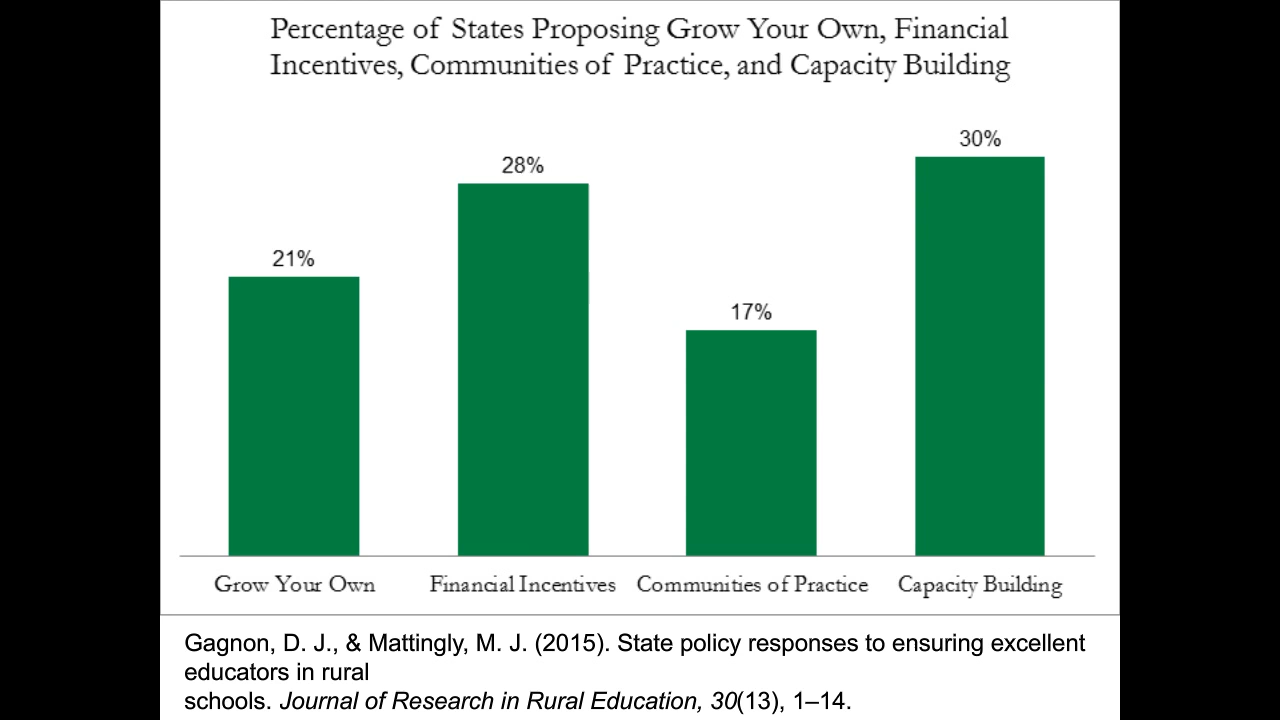 Percentage of States Proposing Grow Your Own, Financial
Incentives, Communities of Practice, and Capacity Building
30%
28%
21%
17%
Grow Your Own Financial Incentives Communities of Practice Capacity Building
Gagnon, D. J., & Mattingly, M. J. (2015). State policy responses to ensuring excellent
educators in rural
schools. Journal of Research in Rural Education, 30(13), 1–14.